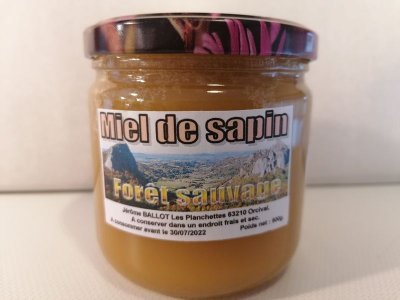 Miel de sapin
Forêt sauvage
Jérôme BALLOT Les Planchettes 63210 Orcival.
A conserver dans un endroit frais et sec.
A consommer avant le 30/07/2022 Poids net : 500g